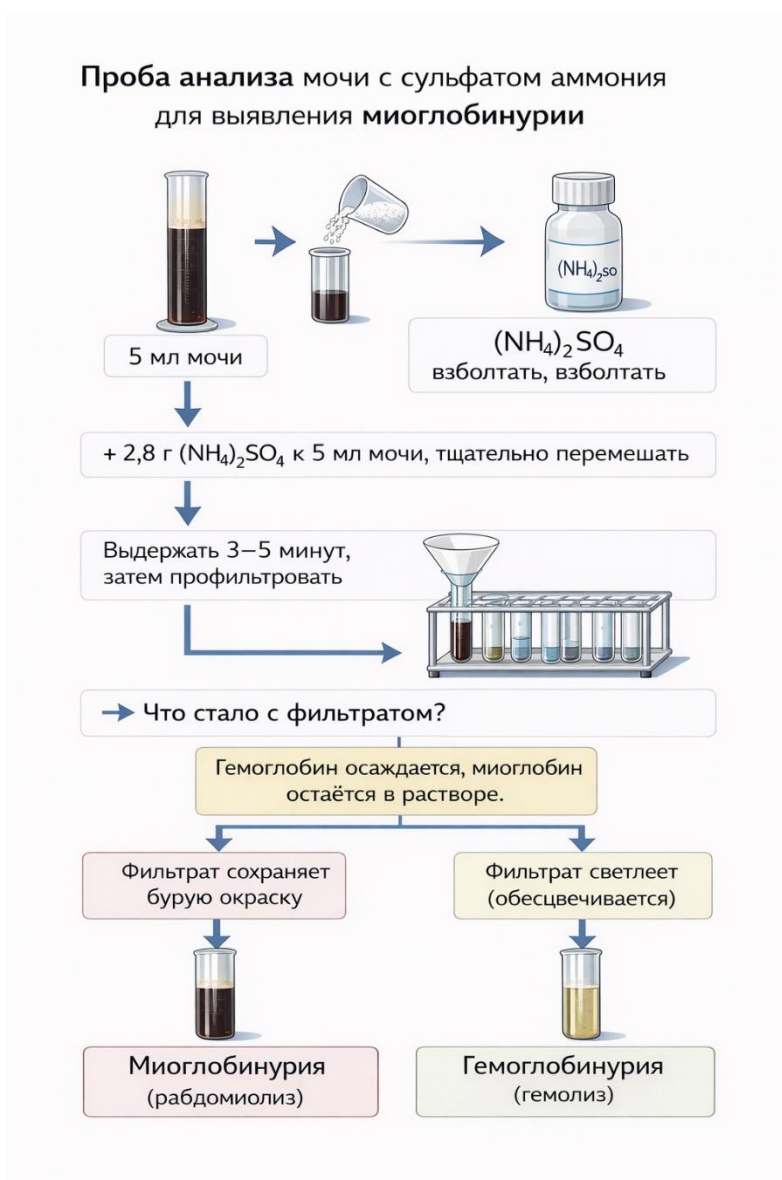 Проба анализа мочи с сульфатом аммония
для выявления миоглобинурии
(NH₄)₂so
5 мл мочи
(NH₄)₂SO₄
взболтать, взболтать
+ 2,8 г (NH₄)₂SO₄ к 5 мл мочи, тщательно перемешать
Выдержать 3–5 минут,
затем профильтровать
→ Что стало с фильтратом?
Гемоглобин осаждается, миоглобин
остаётся в растворе.
Фильтрат сохраняет
бурую окраску
Фильтрат светлеет
(обесцвечивается)
Миоглобинурия
(рабдомиолиз)
Гемоглобинурия
(гемолиз)